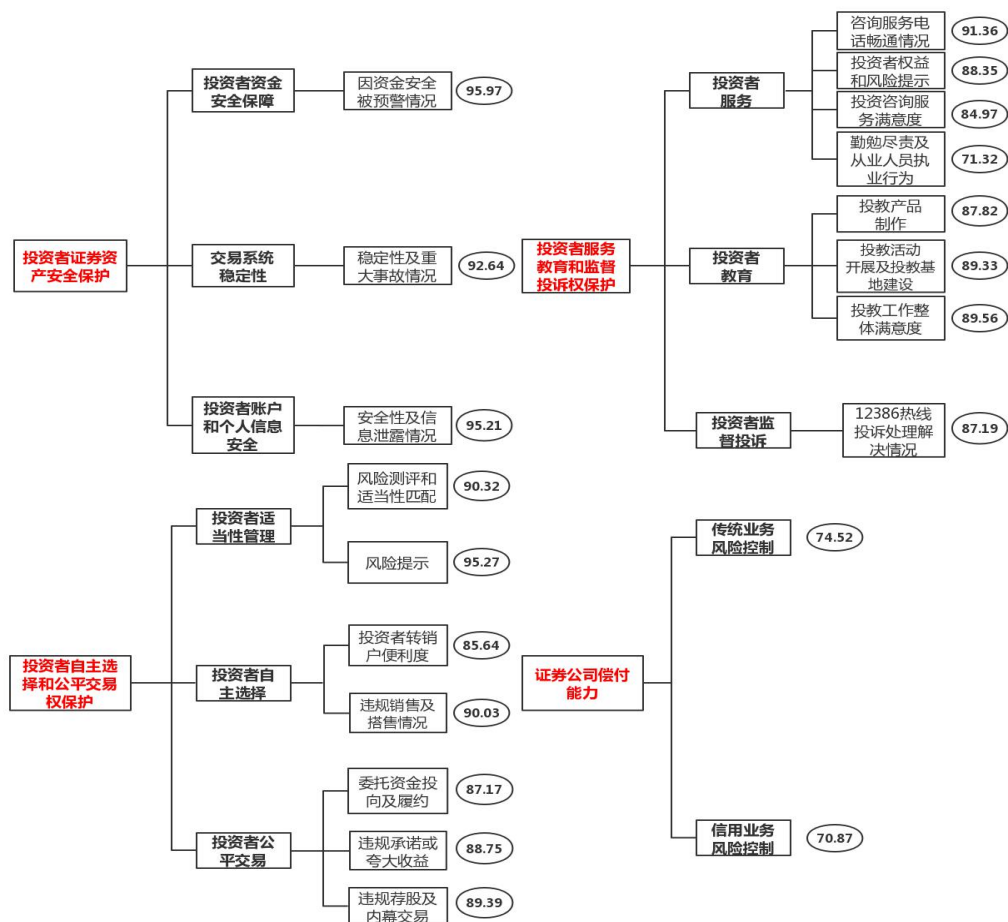 投资者证券资
产安全保护
投资者资金
安全保障
因资金安全
被预警情况
95.97
交易系统
稳定性
稳定性及重
大事故情况
92.64
投资者账户
和个人信息
安全
安全性及信
息泄露情况
95.21
投资者服务
教育和监督
投诉权保护
投资者
服务
咨询服务电
话畅通情况
91.36
投资者权益
和风险提示
88.35
投资咨询服
务满意度
84.97
勤勉尽责及
从业人员执
业行为
71.32
投资者
教育
投教产品
制作
87.82
投教活动
开展及投教基
地建设
89.33
投教工作整
体满意度
89.56
投资者监
督投诉
12386热线
投诉处理解
决情况
87.19
投资者自主选
择和公平交易
权保护
投资者适
当性管理
风险测评和
适当性匹配
90.32
风险提示
95.27
投资者自
主选择
投资者转销
户便利度
85.64
违规销售及
搭售情况
90.03
投资者公
平交易
委托资金投
向及履约
87.17
违规承诺或
夸大收益
88.75
违规荐股及
内幕交易
89.39
证券公司偿付
能力
传统业务
风险控制
74.52
信用业务
风险控制
70.87